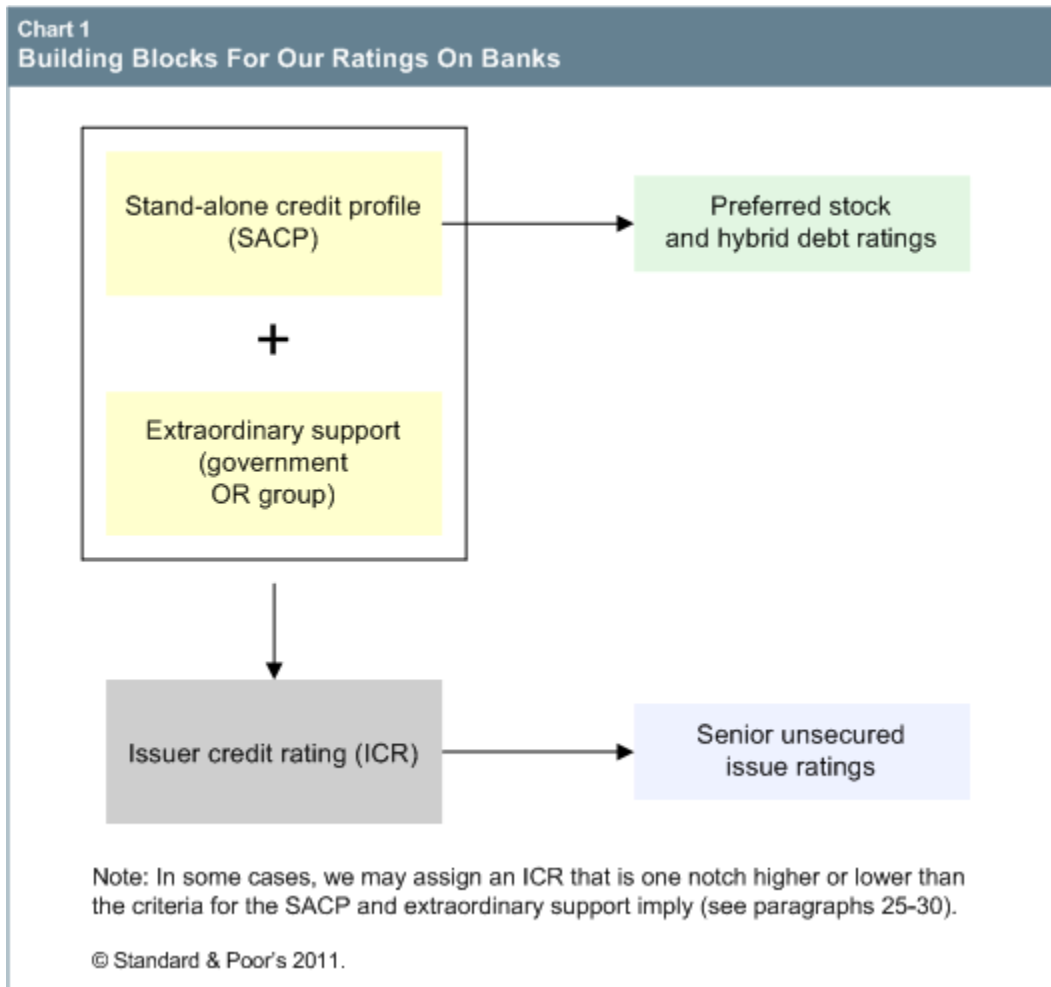 Chart 1
Building Blocks For Our Ratings On Banks
Stand-alone credit profile
(SACP)
Preferred stock
and hybrid debt ratings
+
Extraordinary support
(government
OR group)
Issuer credit rating (ICR)
Senior unsecured
issue ratings
Note: In some cases, we may assign an ICR that is one notch higher or lower than
the criteria for the SACP and extraordinary support imply (see paragraphs 25-30).
© Standard & Poor's 2011.